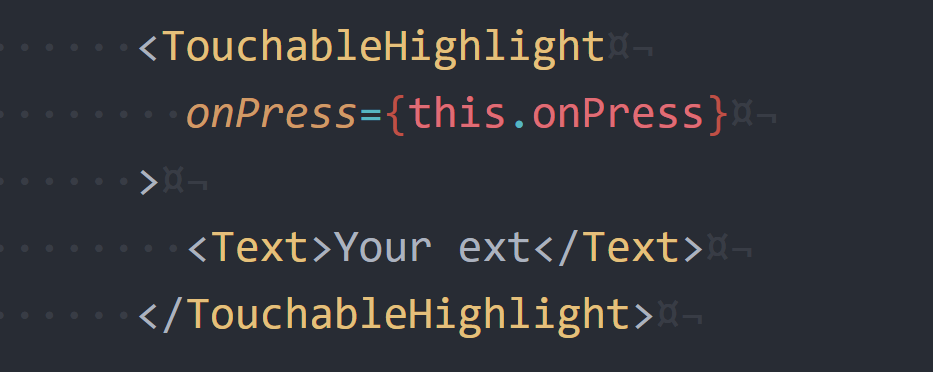 <TouchableHighlight
onPress={this.onPress}
>
<Text>Your ext</Text>
</TouchableHighlight>